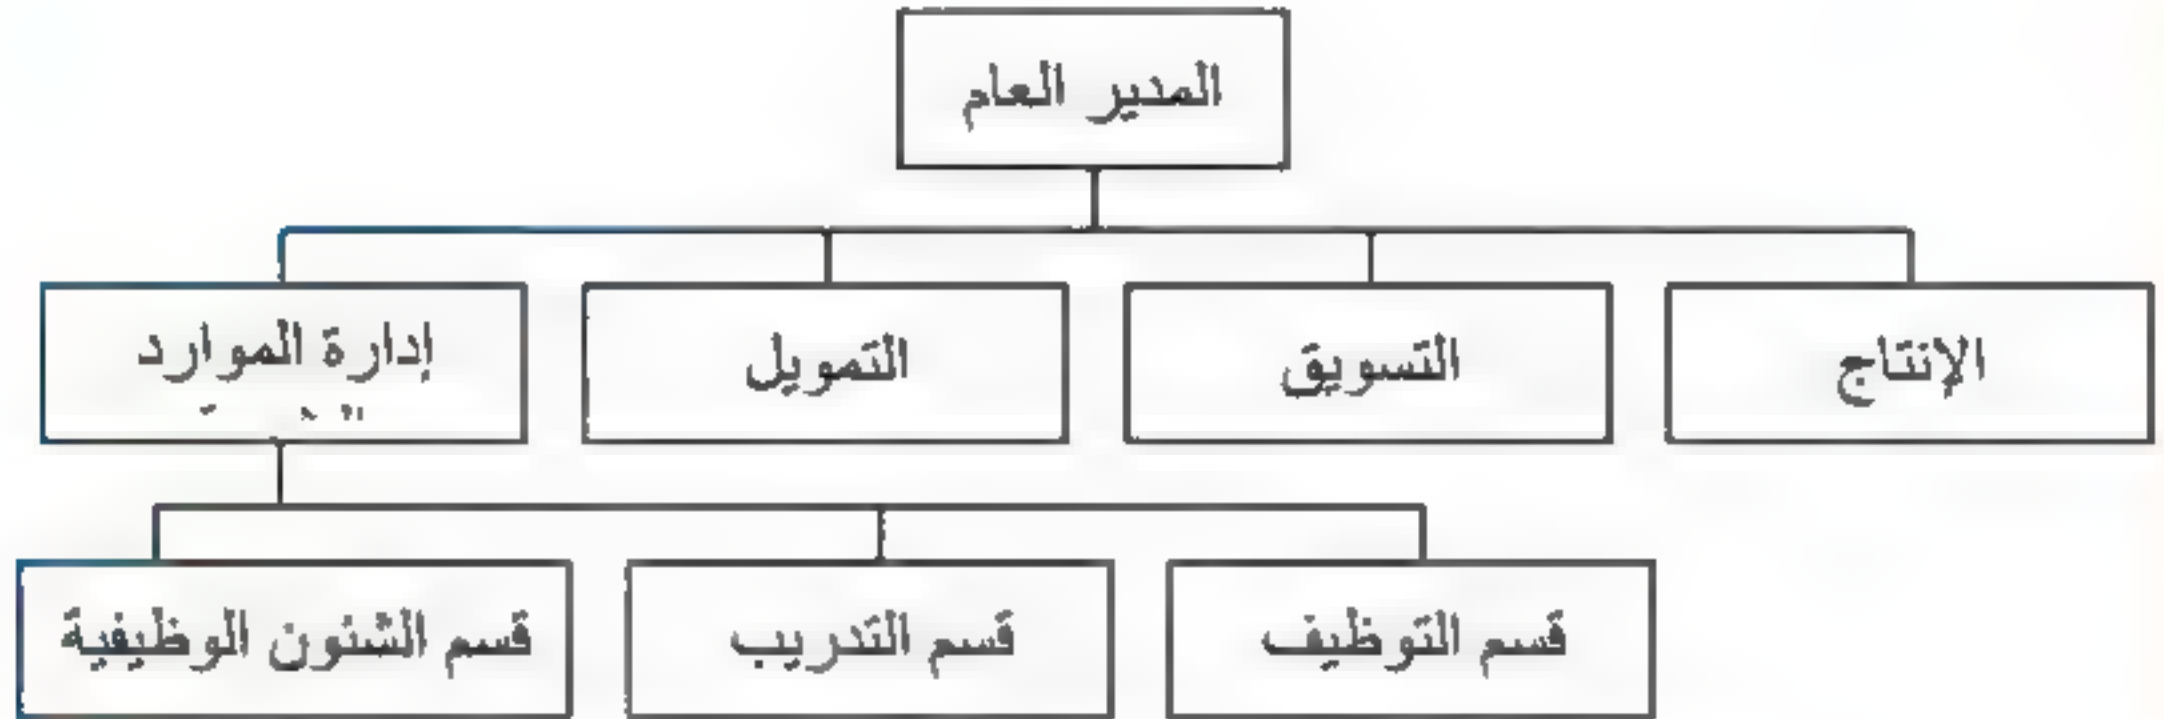 المدير العام
الإنتاج
التسويق
التمويل
إدارة الموارد
قسم التوظيف
قسم التدريب
قسم الشئون الوظيفية